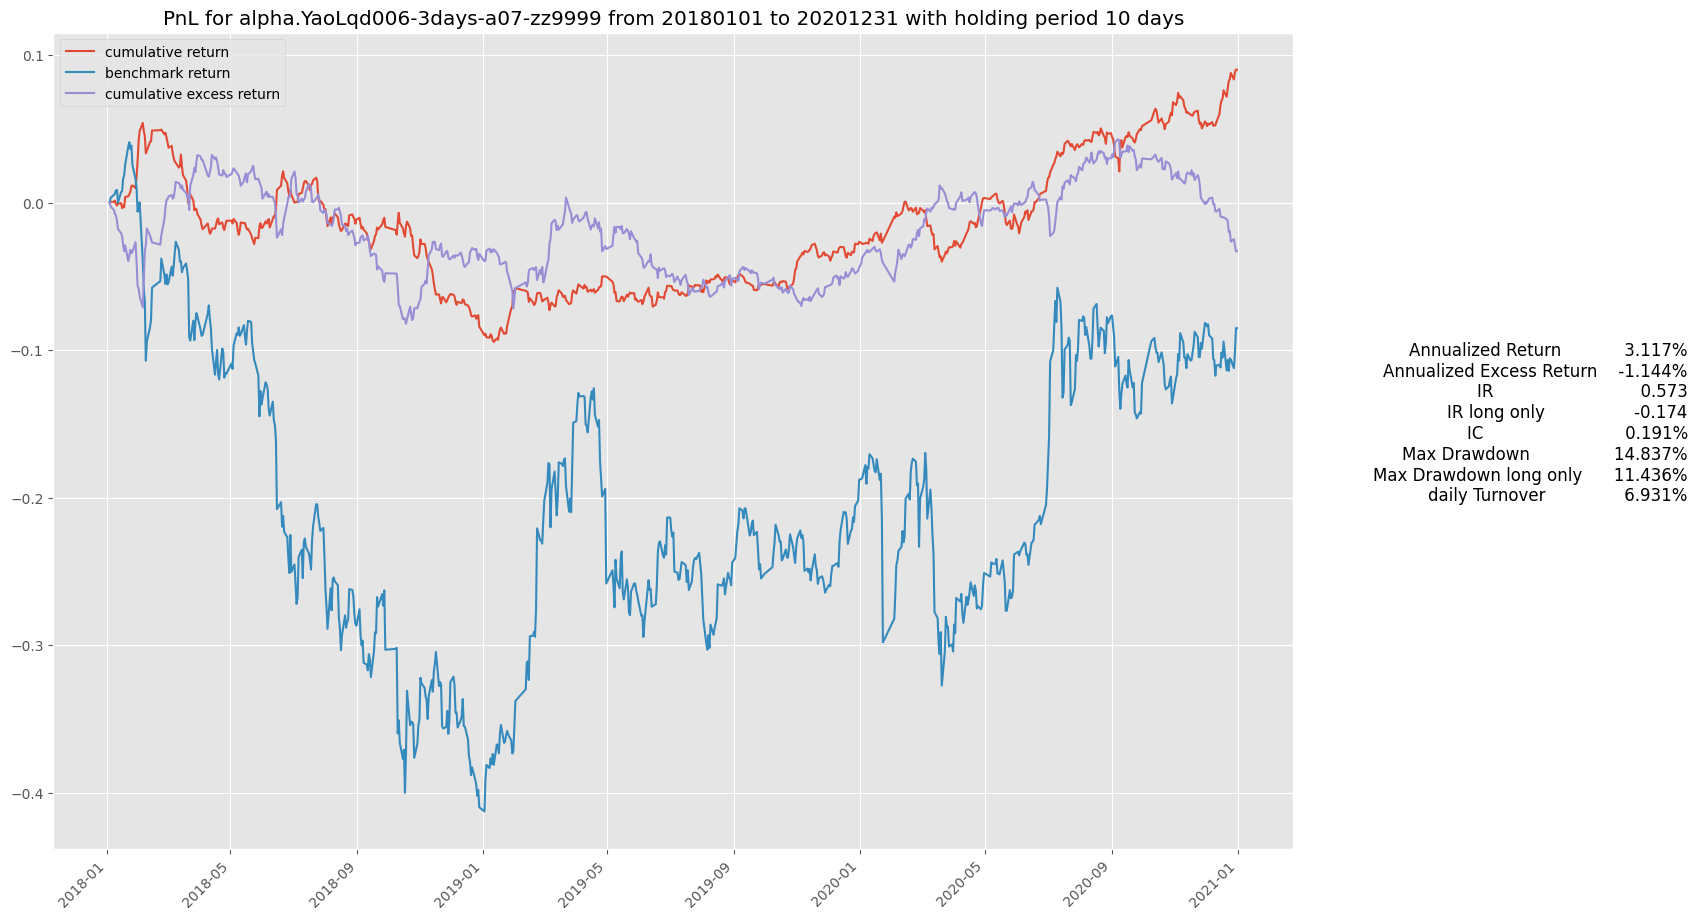 PnL for alpha.YaoLqd006-3days-a07-zz9999 from 20180101 to 20201231 with holding period 10 days
cumulative return
benchmark return
cumulative excess return
0.1
0.0
−0.1
−0.2
−0.3
−0.4
2018-01
2018-05
2018-09
2019-01
2019-05
2019-09
2020-01
2020-05
2020-09
2021-01
Annualized Return 3.117%
Annualized Excess Return -1.144%
IR 0.573
IR long only -0.174
IC 0.191%
Max Drawdown 14.837%
Max Drawdown long only 11.436%
daily Turnover 6.931%